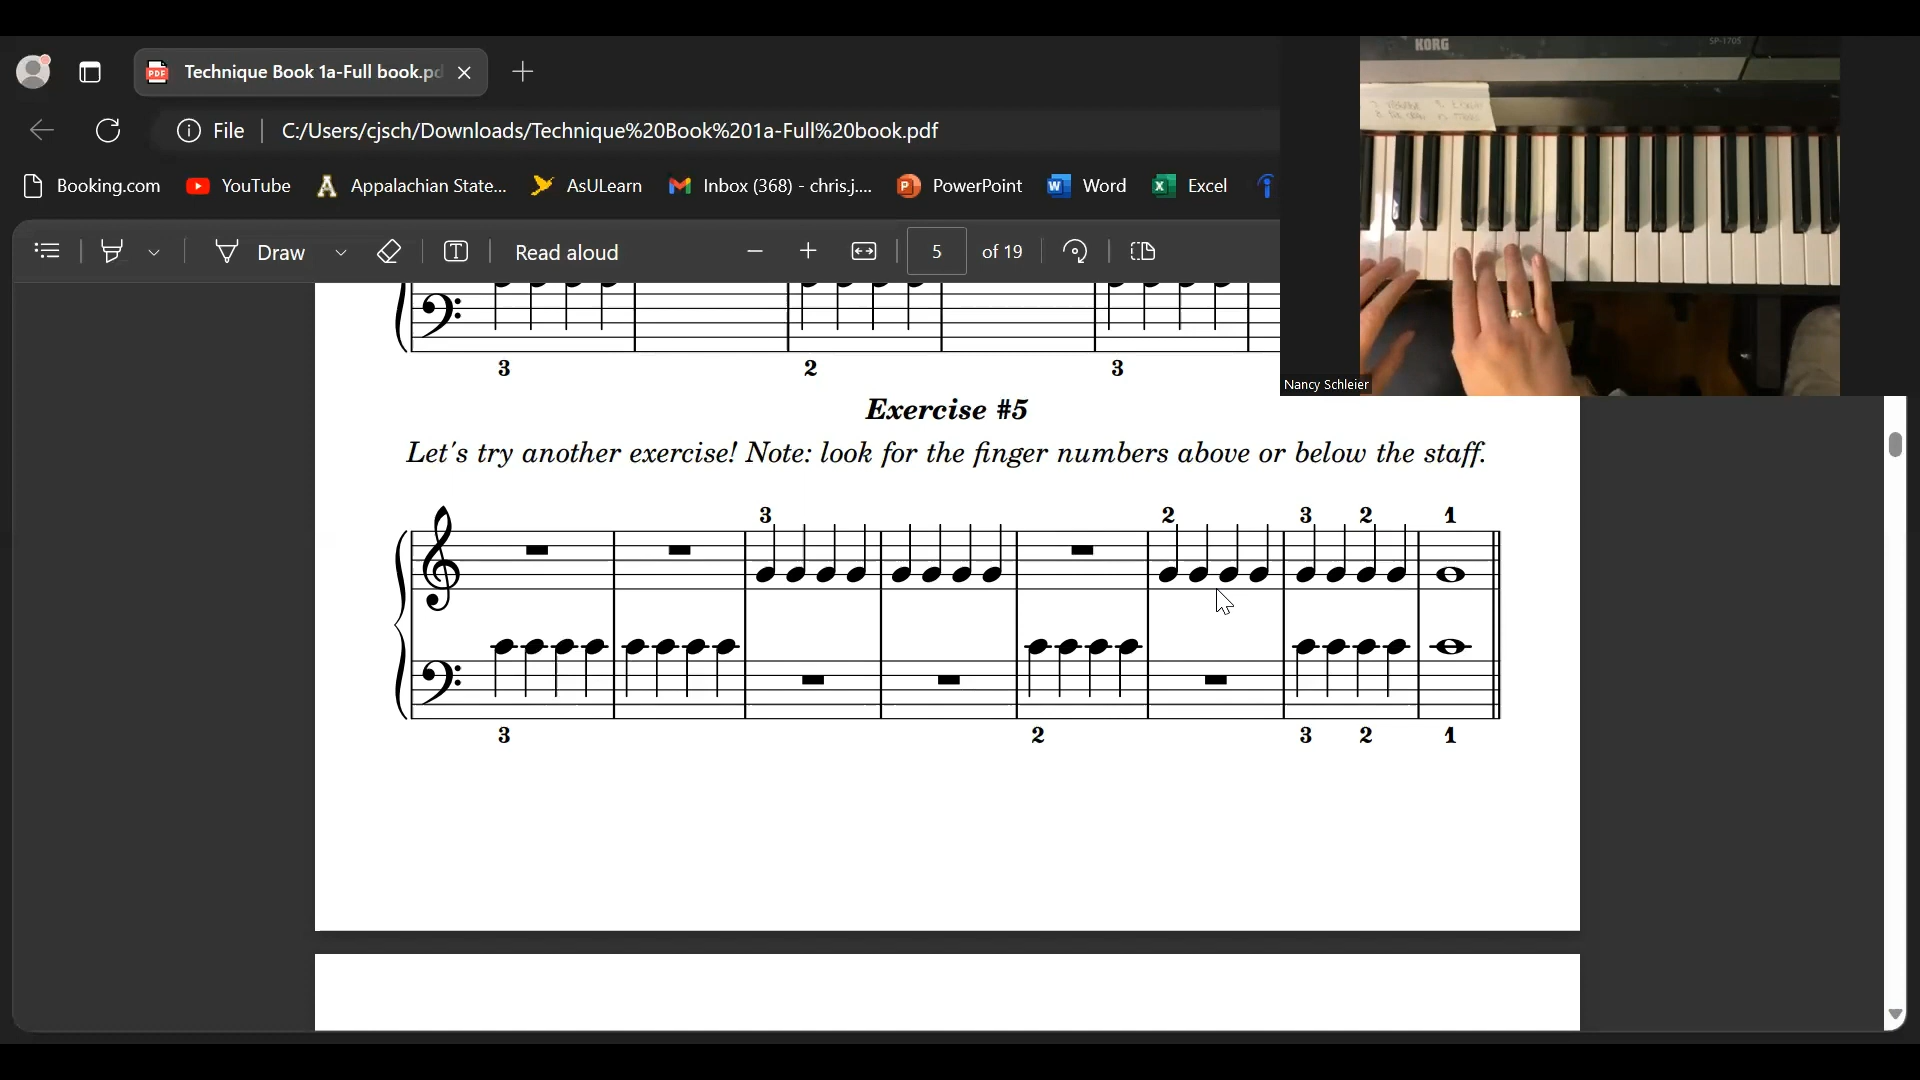 KORG
SP-170S
Technique Book 1a-Full book.pd
File
C:/Users/cjsch/Downloads/Technique%20Book%201a-Full%20book.pdf
Booking.com YouTube Appalachian State... AsULearn Inbox (368) - chris.j.... PowerPoint Word Excel
Draw Read aloud 5 of 19
3 2 3
Nancy Schleier
Exercise #5
Let's try another exercise! Note: look for the finger numbers above or below the staff.
3 2 3 2 1
3 2 3 2 1